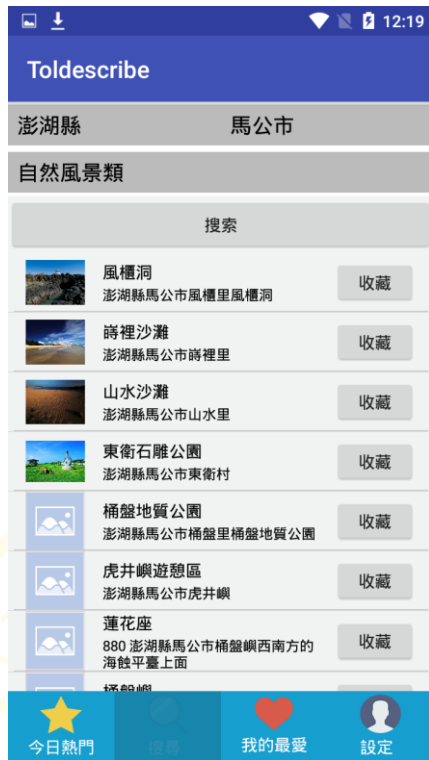 12:19
Toldescribe
澎湖縣 馬公市
自然風景類
搜索
風櫃洞
澎湖縣馬公市風櫃里風櫃洞
收藏
嵵裡沙灘
澎湖縣馬公市嵵裡里
收藏
山水沙灘
澎湖縣馬公市山水里
收藏
東衛石雕公園
澎湖縣馬公市東衛村
收藏
桶盤地質公園
澎湖縣馬公市桶盤里桶盤地質公園
收藏
虎井嶼遊憩區
澎湖縣馬公市虎井嶼
收藏
蓮花座
880 澎湖縣馬公市桶盤嶼西南方的
海蝕平臺上面
收藏
桶盤嶼
今日熱門 搜尋 我的最愛 設定